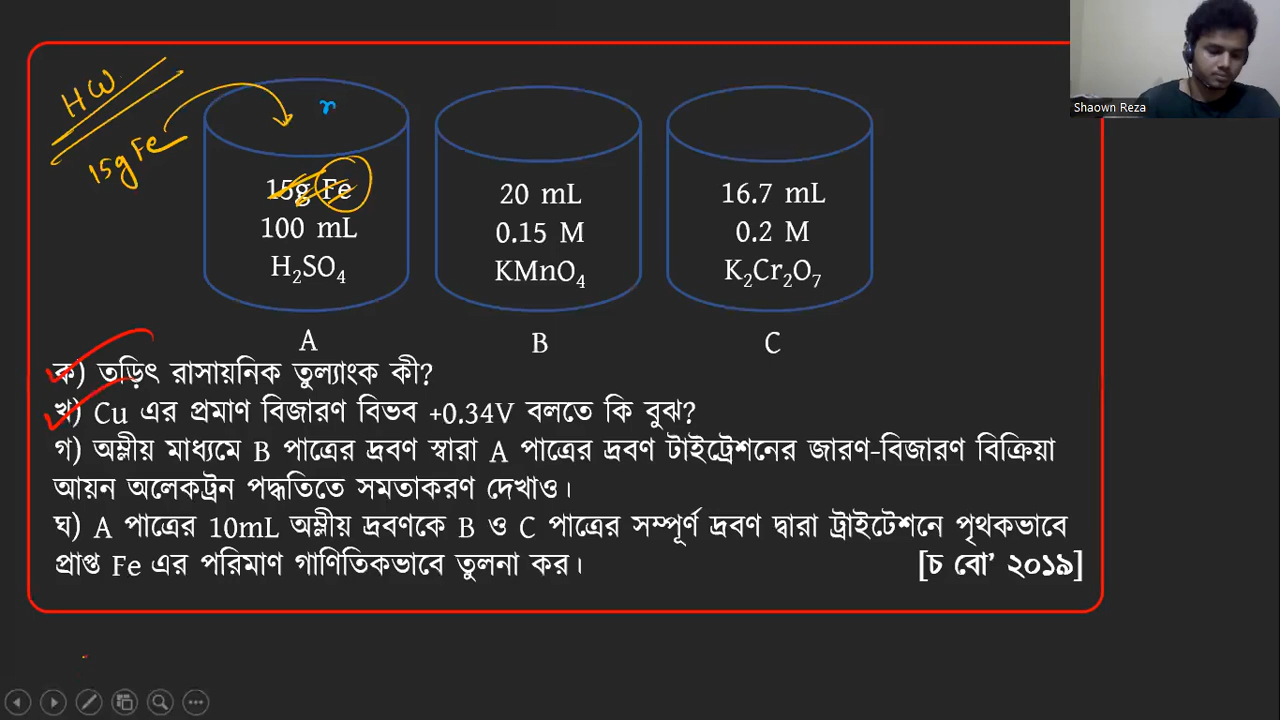 Shaown Reza
HW
15g Fe
15g Fe
100 mL
H₂SO₄
A
20 mL
0.15 M
KMnO₄
B
16.7 mL
0.2 M
K₂Cr₂O₇
C
ক) তড়িৎ রাসায়নিক তুল্যাংক কী?
খ) Cu এর প্রমাণ বিজারণ বিভব +0.34V বলতে কি বুঝ?
গ) অম্লীয় মাধ্যমে B পাত্রের দ্রবণ স্বারা A পাত্রের দ্রবণ টাইট্রেশনের জারণ-বিজারণ বিক্রিয়া
আয়ন অলেকট্রন পদ্ধতিতে সমতাকরণ দেখাও।
ঘ) A পাত্রের 10mL অম্লীয় দ্রবণকে B ও C পাত্রের সম্পূর্ণ দ্রবণ দ্বারা ট্রাইটেশনে পৃথকভাবে
প্রাপ্ত Fe এর পরিমাণ গাণিতিকভাবে তুলনা কর।
[চ বো' ২০১৯]